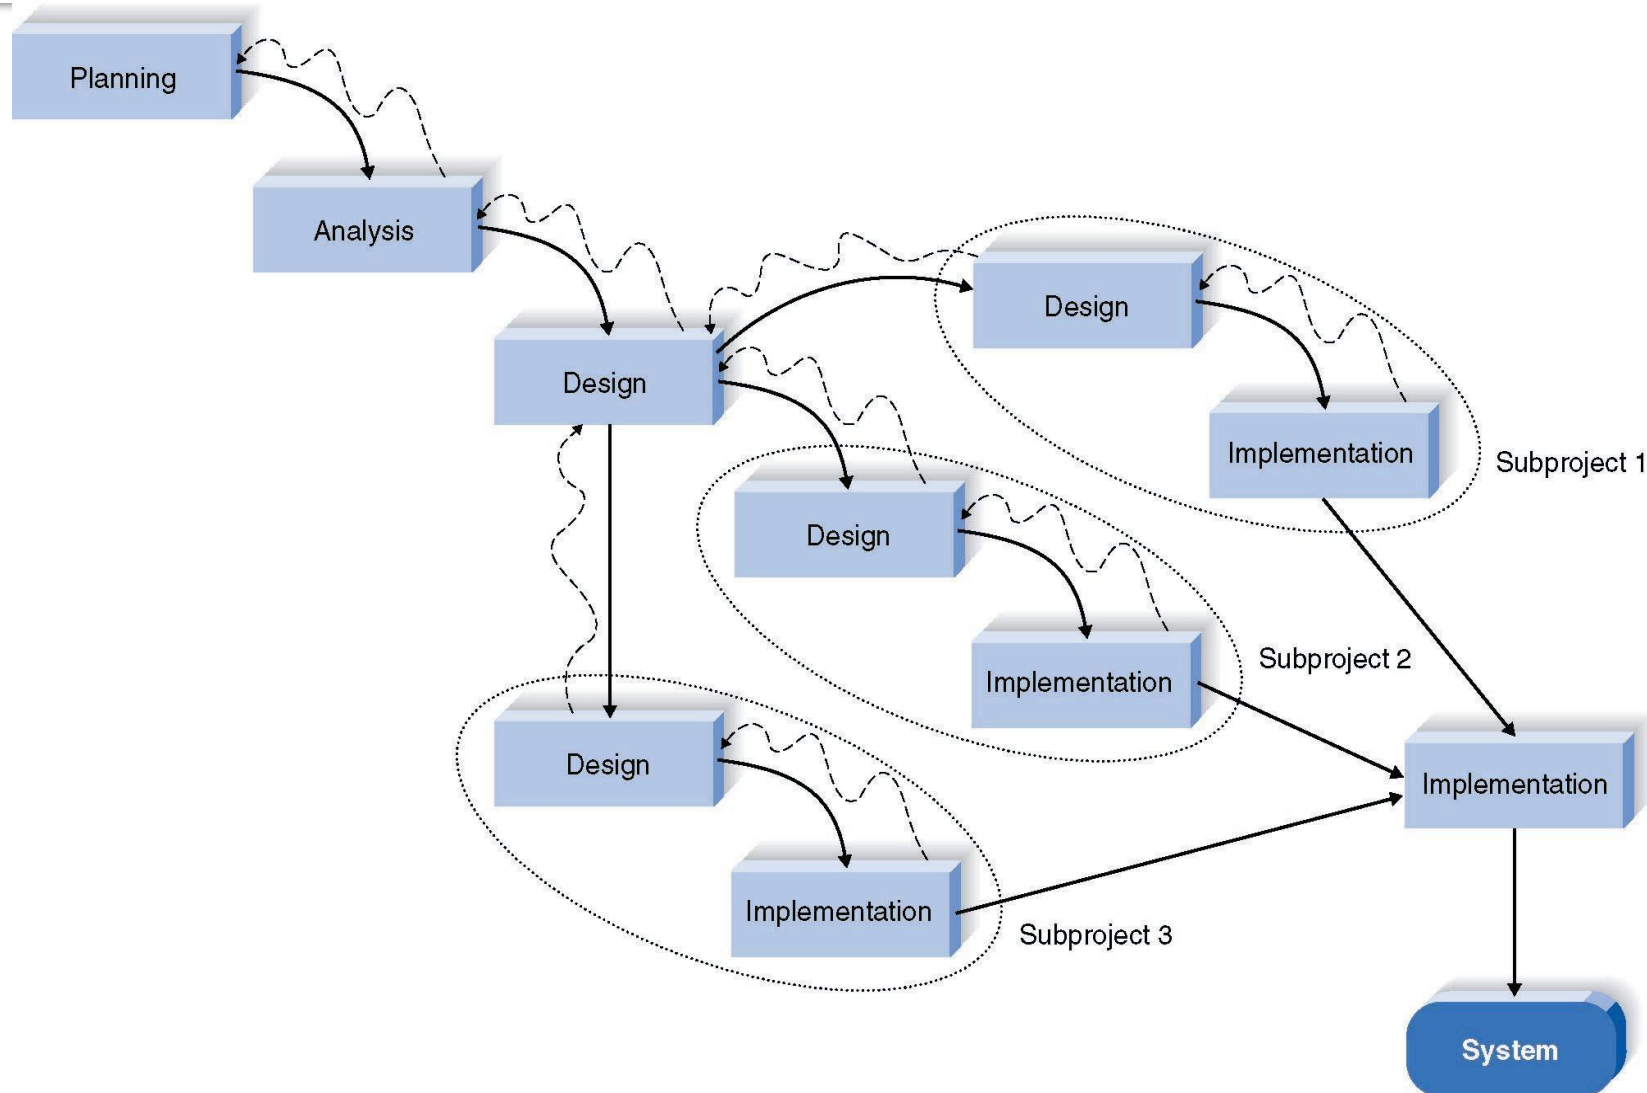 Planning
Analysis
Design
Design
Implementation
Subproject 1
Design
Implementation
Subproject 2
Design
Implementation
Subproject 3
Implementation
System